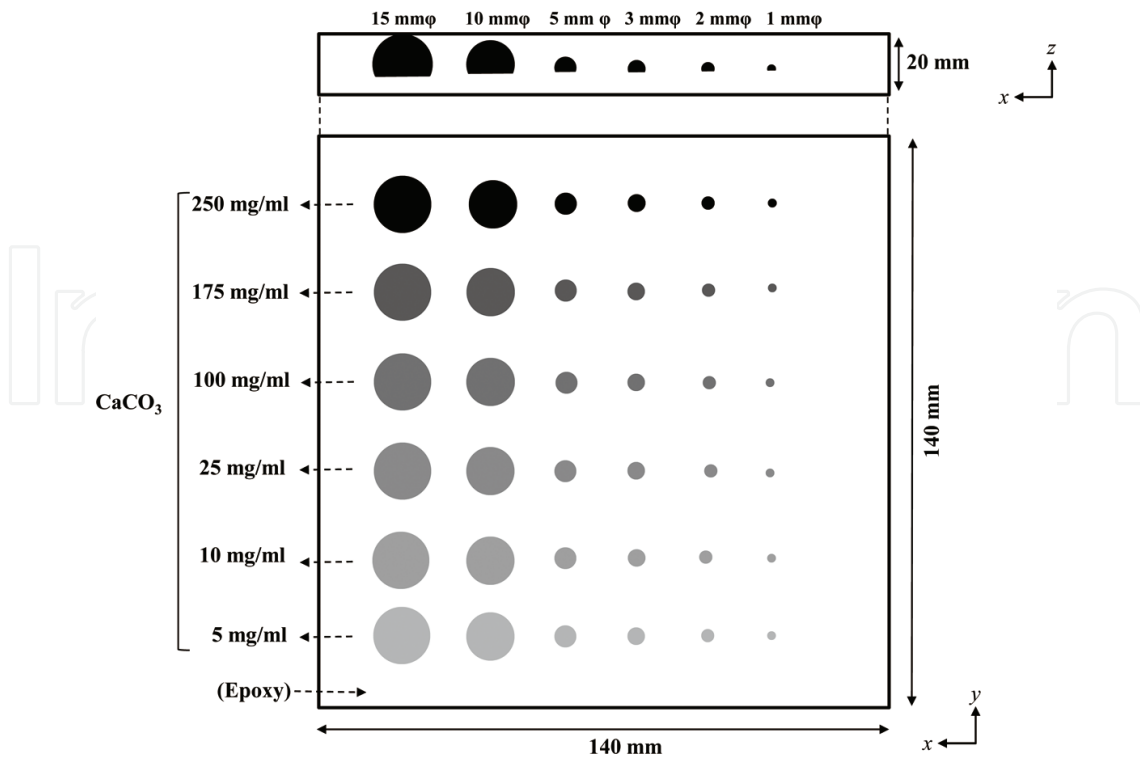 15 mmφ 10 mmφ 5 mm φ 3 mmφ 2 mmφ 1 mmφ
20 mm
z
x
250 mg/ml
175 mg/ml
100 mg/ml
CaCO₃
140 mm
25 mg/ml
10 mg/ml
5 mg/ml
(Epoxy)
y
x
140 mm